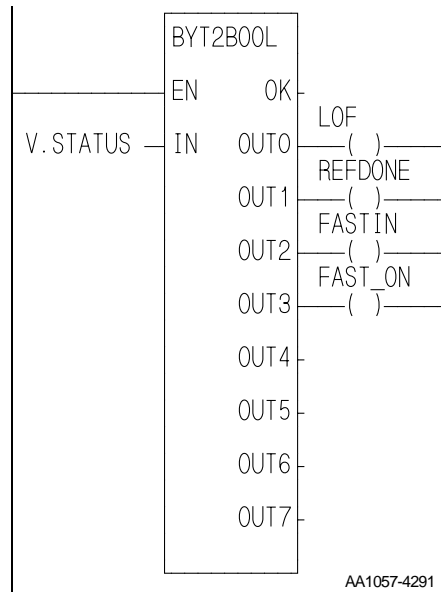 BYT2BOOL
EN OK
LOF
V.STATUS IN OUT0 ( )
REFDONE
OUT1 ( )
FASTIN
OUT2 ( )
FAST_ON
OUT3 ( )
OUT4
OUT5
OUT6
OUT7
AA1057-4291